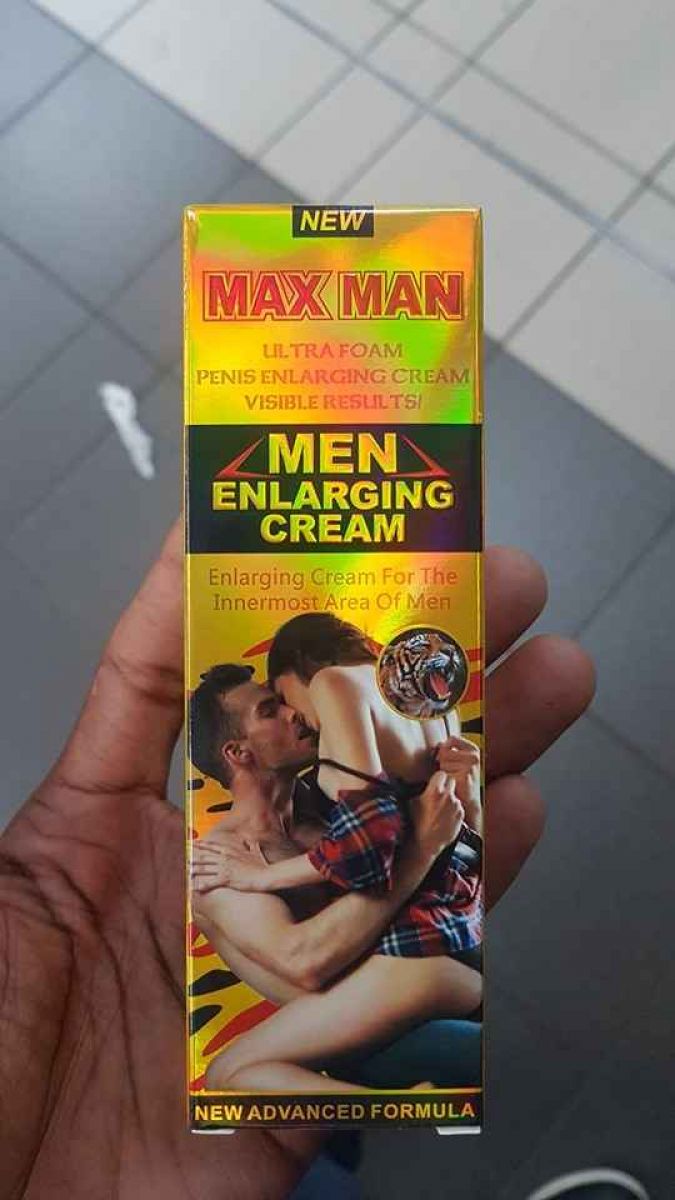 NEW
MAX MAN
ULTRA FOAM
PENIS ENLARGING CREAM
VISIBLE RESULTS!
MEN
ENLARGING
CREAM
Enlarging Cream For The
Innermost Area Of Men
NEW ADVANCED FORMULA